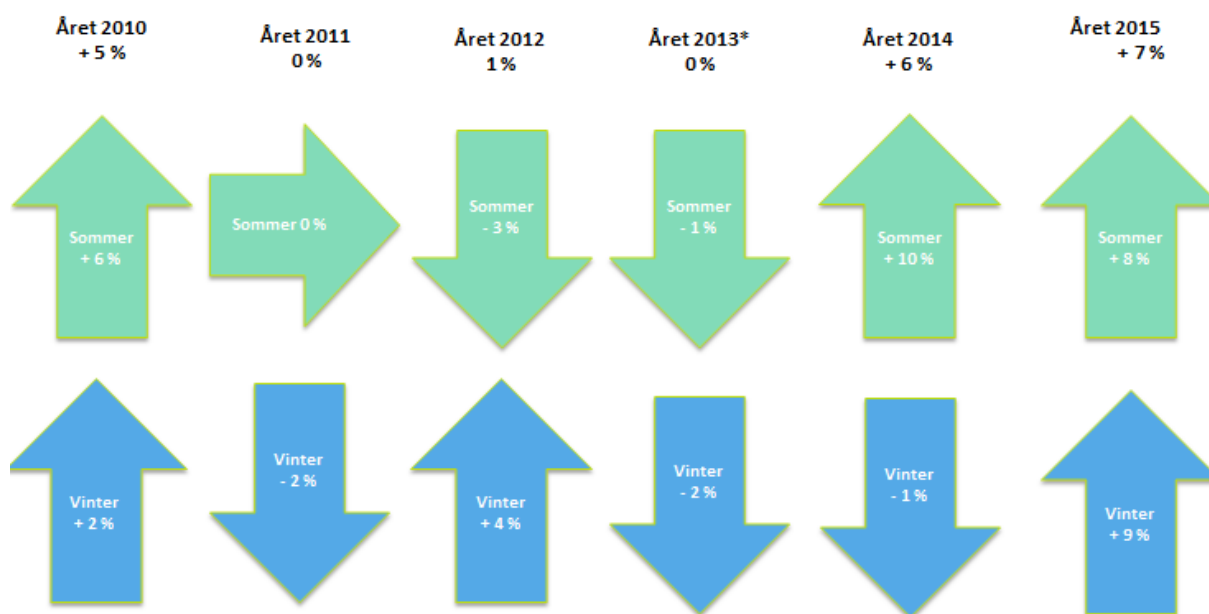 Året 2010
+ 5 %
Året 2011
0 %
Året 2012
1 %
Året 2013*
0 %
Året 2014
+ 6 %
Året 2015
+ 7 %
Sommer
+ 6 %
Sommer 0 %
Sommer
- 3 %
Sommer
- 1 %
Sommer
+ 10 %
Sommer
+ 8 %
Vinter
+ 2 %
Vinter
- 2 %
Vinter
+ 4 %
Vinter
- 2 %
Vinter
- 1 %
Vinter
+ 9 %